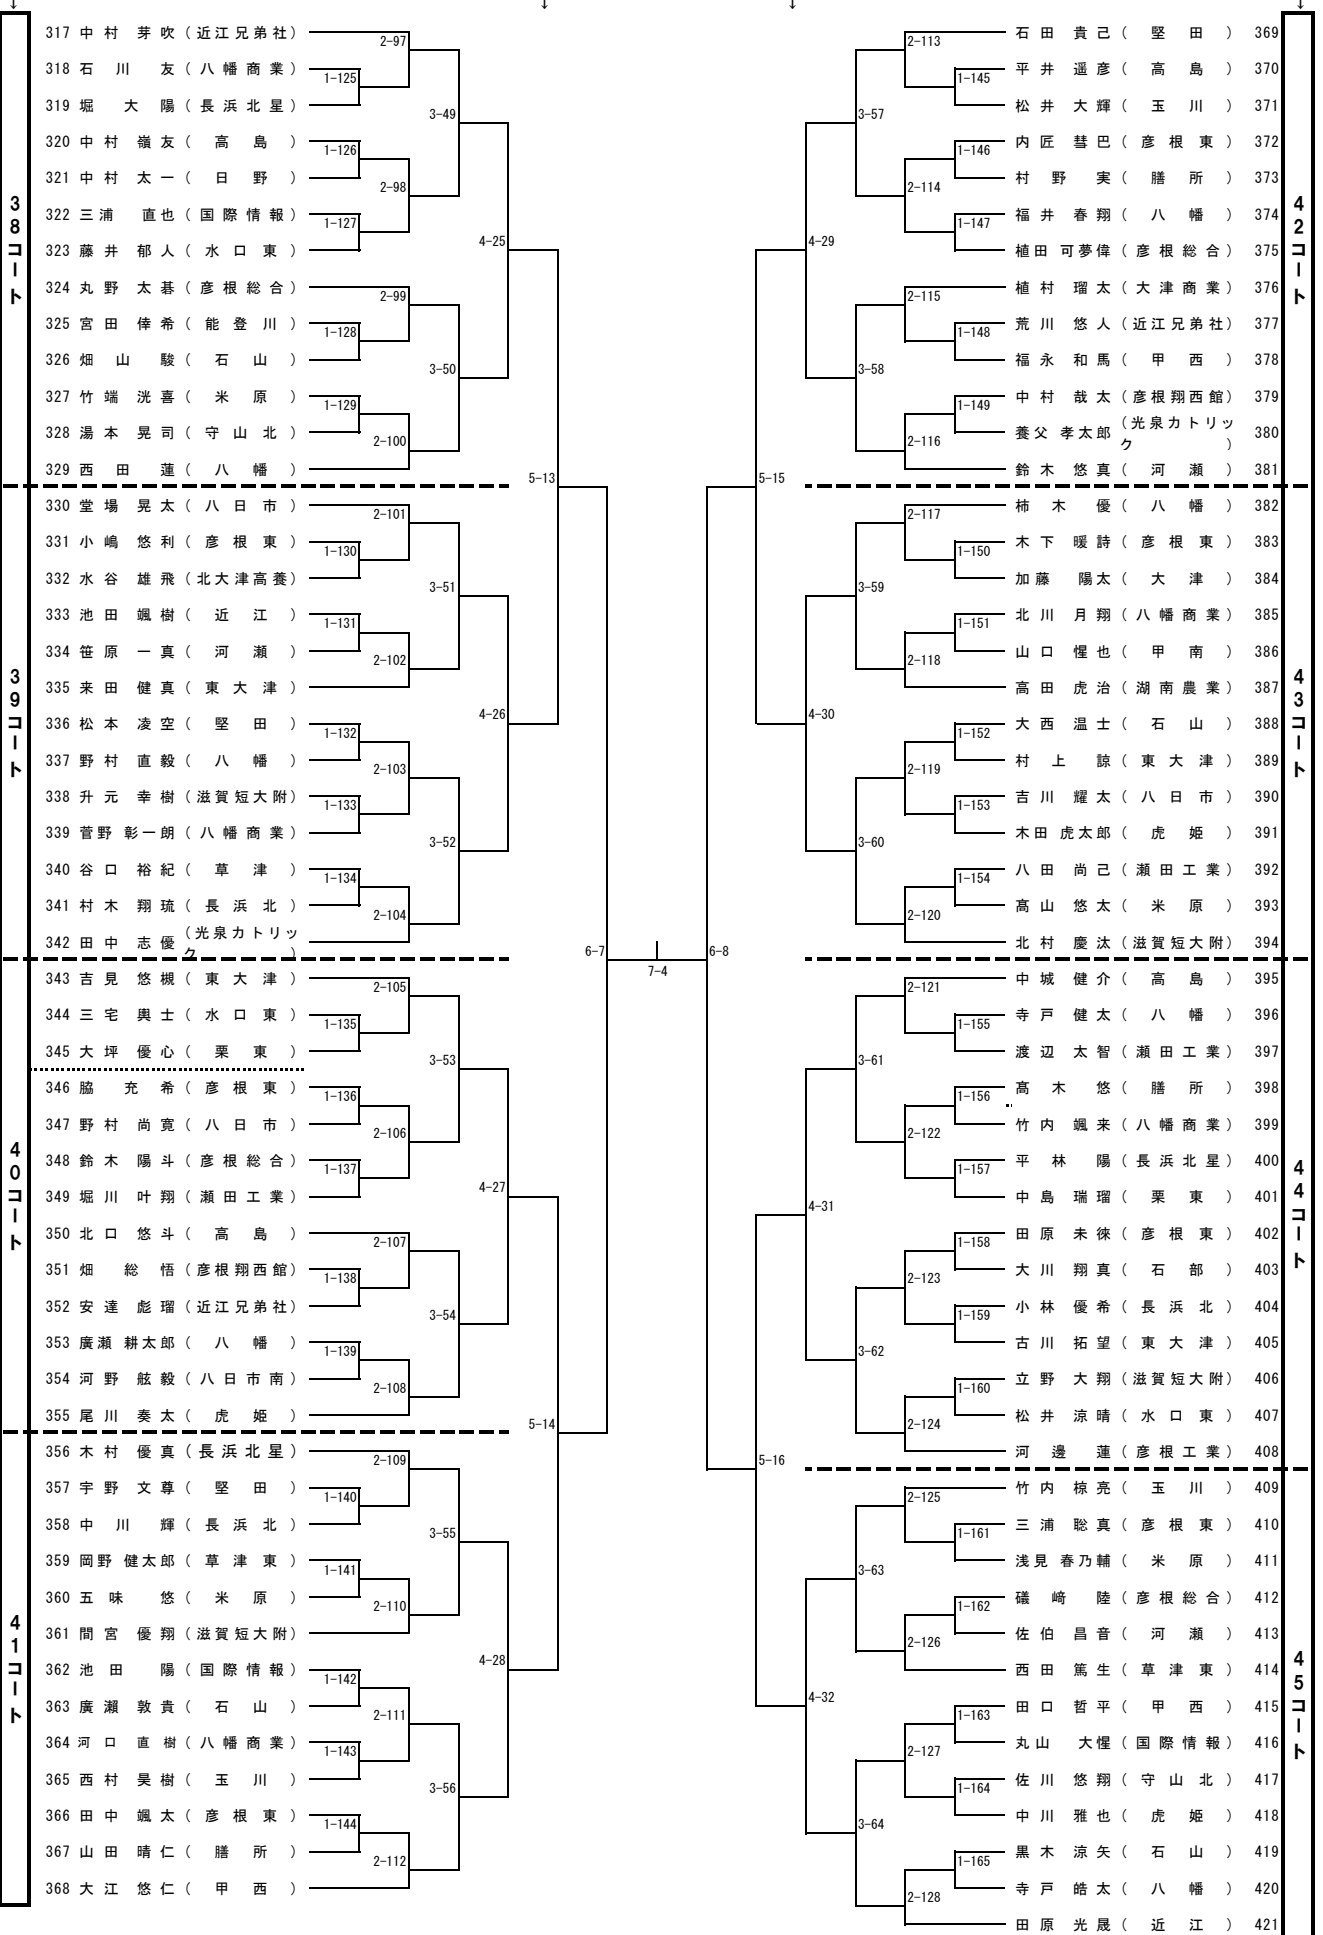 ↓ ↓ ↓ ↓
38コート
317 中村 芽吹 (近江兄弟社)
318 石川 友 (八幡商業)
319 堀 大陽 (長浜北星)
320 中村 嶺友 (高島)
321 中村 太一 (日野)
322 三浦 直也 (国際情報)
323 藤井 郁人 (水口東)
324 丸野 太碁 (彦根総合)
325 宮田 倖希 (能登川)
326 畑山 駿 (石山)
327 竹端 洸喜 (米原)
328 湯本 晃司 (守山北)
329 西田 蓮 (八幡)
39コート
330 堂場 晃太 (八日市)
331 小嶋 悠利 (彦根東)
332 水谷 雄飛 (北大津高養)
333 池田 颯樹 (近江)
334 笹原 一真 (河瀬)
335 来田 健真 (東大津)
336 松本 凌空 (堅田)
337 野村 直毅 (八幡)
338 升元 幸樹 (滋賀短大附)
339 菅野 彰一朗 (八幡商業)
340 谷口 裕紀 (草津)
341 村木 翔琉 (長浜北)
342 田中 志優 (光泉カトリック)
40コート
343 吉見 悠槻 (東大津)
344 三宅 輿士 (水口東)
345 大坪 優心 (栗東)
346 脇 充希 (彦根東)
347 野村 尚寛 (八日市)
348 鈴木 陽斗 (彦根総合)
349 堀川 叶翔 (瀬田工業)
350 北口 悠斗 (高島)
351 畑 総悟 (彦根翔西館)
352 安達 彪瑠 (近江兄弟社)
353 廣瀬 耕太郎 (八幡)
354 河野 舷毅 (八日市南)
355 尾川 奏太 (虎姫)
41コート
356 木村 優真 (長浜北星)
357 宇野 文尊 (堅田)
358 中川 輝 (長浜北)
359 岡野 健太郎 (草津東)
360 五味 悠 (米原)
361 間宮 優翔 (滋賀短大附)
362 池田 陽 (国際情報)
363 廣瀬 敦貴 (石山)
364 河口 直樹 (八幡商業)
365 西村 昊樹 (玉川)
366 田中 颯太 (彦根東)
367 山田 晴仁 (膳所)
368 大江 悠仁 (甲西)
1-125
1-126
1-127
1-128
1-129
1-130
1-131
1-132
1-133
1-134
1-135
1-136
1-137
1-138
1-139
1-140
1-141
1-142
1-143
1-144
2-97
2-98
2-99
2-100
2-101
2-102
2-103
2-104
2-105
2-106
2-107
2-108
2-109
2-110
2-111
2-112
3-49
3-50
3-51
3-52
3-53
3-54
3-55
3-56
4-25
4-26
4-27
4-28
5-13
5-14
6-7
7-4
6-8
5-15
5-16
4-29
4-30
4-31
4-32
3-57
3-58
3-59
3-60
3-61
3-62
3-63
3-64
2-113
2-114
2-115
2-116
2-117
2-118
2-119
2-120
2-121
2-122
2-123
2-124
2-125
2-126
2-127
2-128
1-145
1-146
1-147
1-148
1-149
1-150
1-151
1-152
1-153
1-154
1-155
1-156
1-157
1-158
1-159
1-160
1-161
1-162
1-163
1-164
1-165
42コート
石田 貴己 (堅田) 369
平井 遥彦 (高島) 370
松井 大輝 (玉川) 371
内匠 彗巴 (彦根東) 372
村野 実 (膳所) 373
福井 春翔 (八幡) 374
植田 可夢偉 (彦根総合) 375
植村 瑠太 (大津商業) 376
荒川 悠人 (近江兄弟社) 377
福永 和馬 (甲西) 378
中村 哉太 (彦根翔西館) 379
養父 孝太郎 (光泉カトリック) 380
鈴木 悠真 (河瀬) 381
43コート
柿木 優 (八幡) 382
木下 暖詩 (彦根東) 383
加藤 陽太 (大津) 384
北川 月翔 (八幡商業) 385
山口 惺也 (甲南) 386
高田 虎治 (湖南農業) 387
大西 温士 (石山) 388
村上 諒 (東大津) 389
吉川 耀太 (八日市) 390
木田 虎太郎 (虎姫) 391
八田 尚己 (瀬田工業) 392
髙山 悠太 (米原) 393
北村 慶汰 (滋賀短大附) 394
44コート
中城 健介 (高島) 395
寺戸 健太 (八幡) 396
渡辺 太智 (瀬田工業) 397
髙木 悠 (膳所) 398
竹内 颯来 (八幡商業) 399
平林 陽 (長浜北星) 400
中島 瑞瑠 (栗東) 401
田原 未徠 (彦根東) 402
大川 翔真 (石部) 403
小林 優希 (長浜北) 404
古川 拓望 (東大津) 405
立野 大翔 (滋賀短大附) 406
松井 涼晴 (水口東) 407
河邊 蓮 (彦根工業) 408
45コート
竹内 椋亮 (玉川) 409
三浦 聡真 (彦根東) 410
浅見 春乃輔 (米原) 411
礒﨑 陸 (彦根総合) 412
佐伯 昌音 (河瀬) 413
西田 篤生 (草津東) 414
田口 哲平 (甲西) 415
丸山 大惺 (国際情報) 416
佐川 悠翔 (守山北) 417
中川 雅也 (虎姫) 418
黒木 涼矢 (石山) 419
寺戸 皓太 (八幡) 420
田原 光晟 (近江) 421